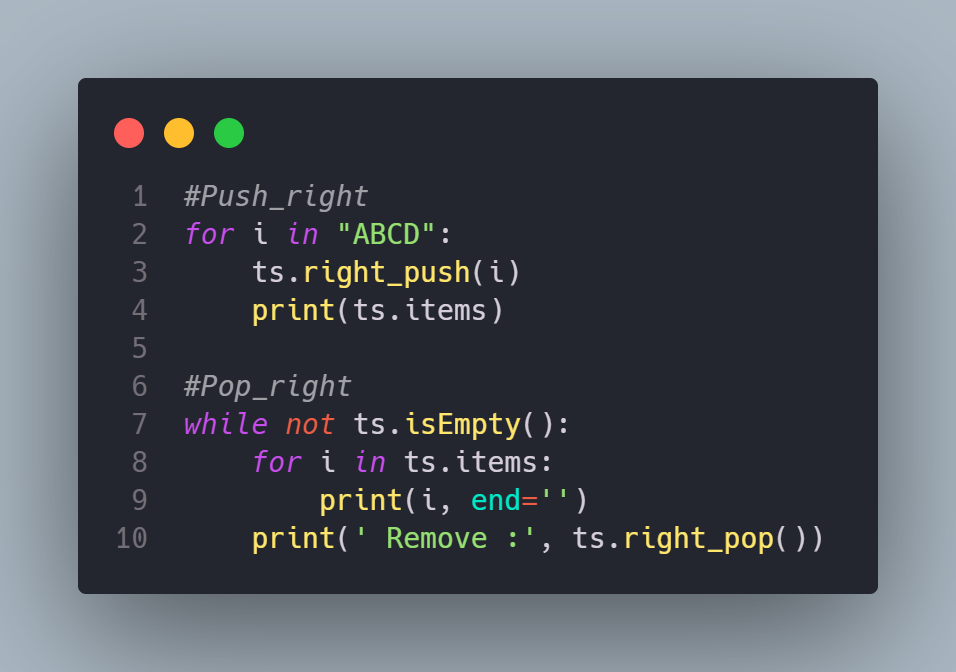 1 #Push_right
2 for i in "ABCD":
3     ts.right_push(i)
4     print(ts.items)
5
6 #Pop_right
7 while not ts.isEmpty():
8     for i in ts.items:
9         print(i, end='')
10     print(' Remove :', ts.right_pop())